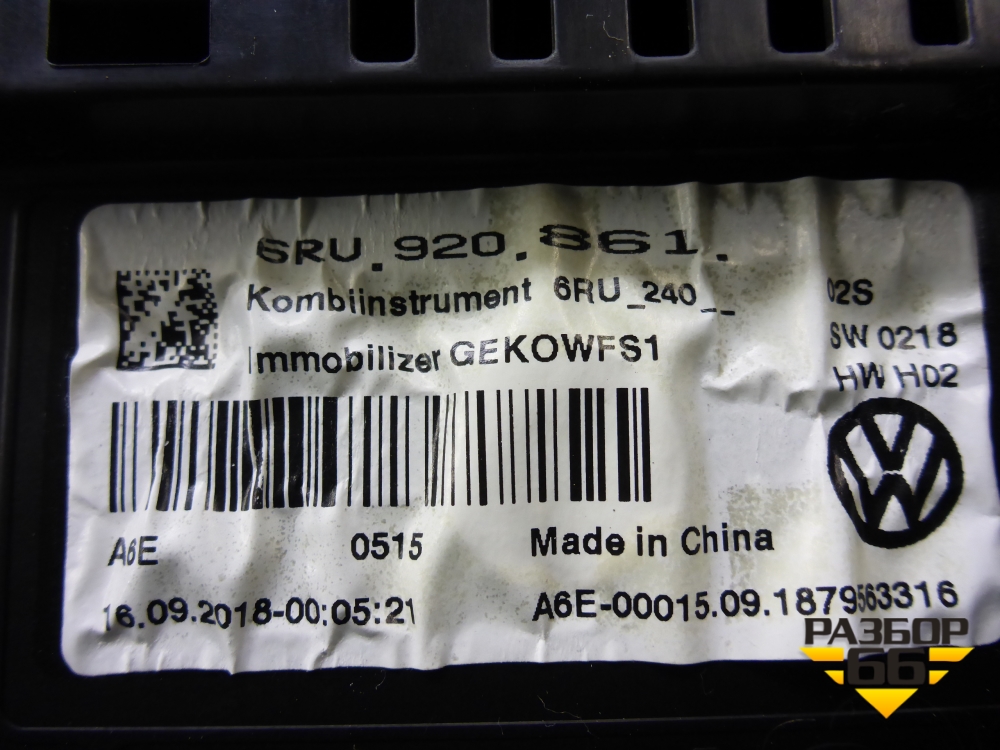 6RU.920.861.
Kombiinstrument 6RU_240_ _ 02S
Immobilizer GEKOWFS1 SW 0218
HW H02
A6E 0515 Made in China
16.09.2018-00:05:21 A6E-00015.09.1879563316
РАЗБОР
66